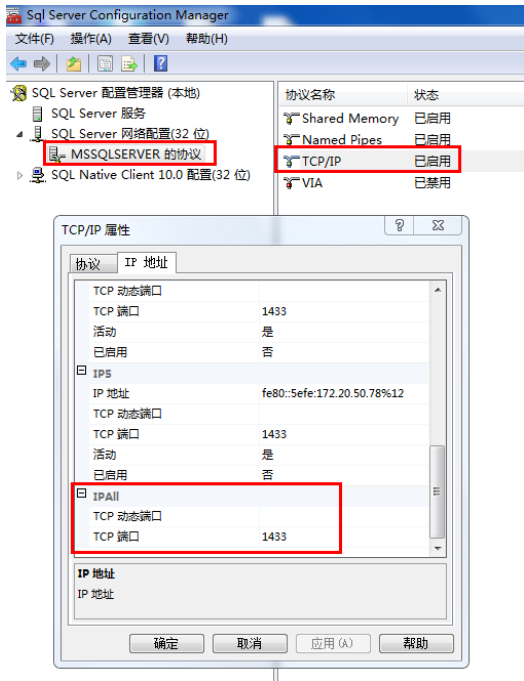 Sql Server Configuration Manager
文件(F) 操作(A) 查看(V) 帮助(H)
SQL Server 配置管理器 (本地)
SQL Server 服务
SQL Server 网络配置(32 位)
MSSQLSERVER 的协议
SQL Native Client 10.0 配置(32 位)
协议名称 状态
Shared Memory 已启用
Named Pipes 已启用
TCP/IP 已启用
VIA 已禁用
TCP/IP 属性
协议 IP 地址
TCP 动态端口
TCP 端口 1433
活动 是
已启用 否
IP5
IP 地址 fe80::5efe:172.20.50.78%12
TCP 动态端口
TCP 端口 1433
活动 是
已启用 否
IPAll
TCP 动态端口
TCP 端口 1433
IP 地址
IP 地址
确定 取消 应用(A) 帮助